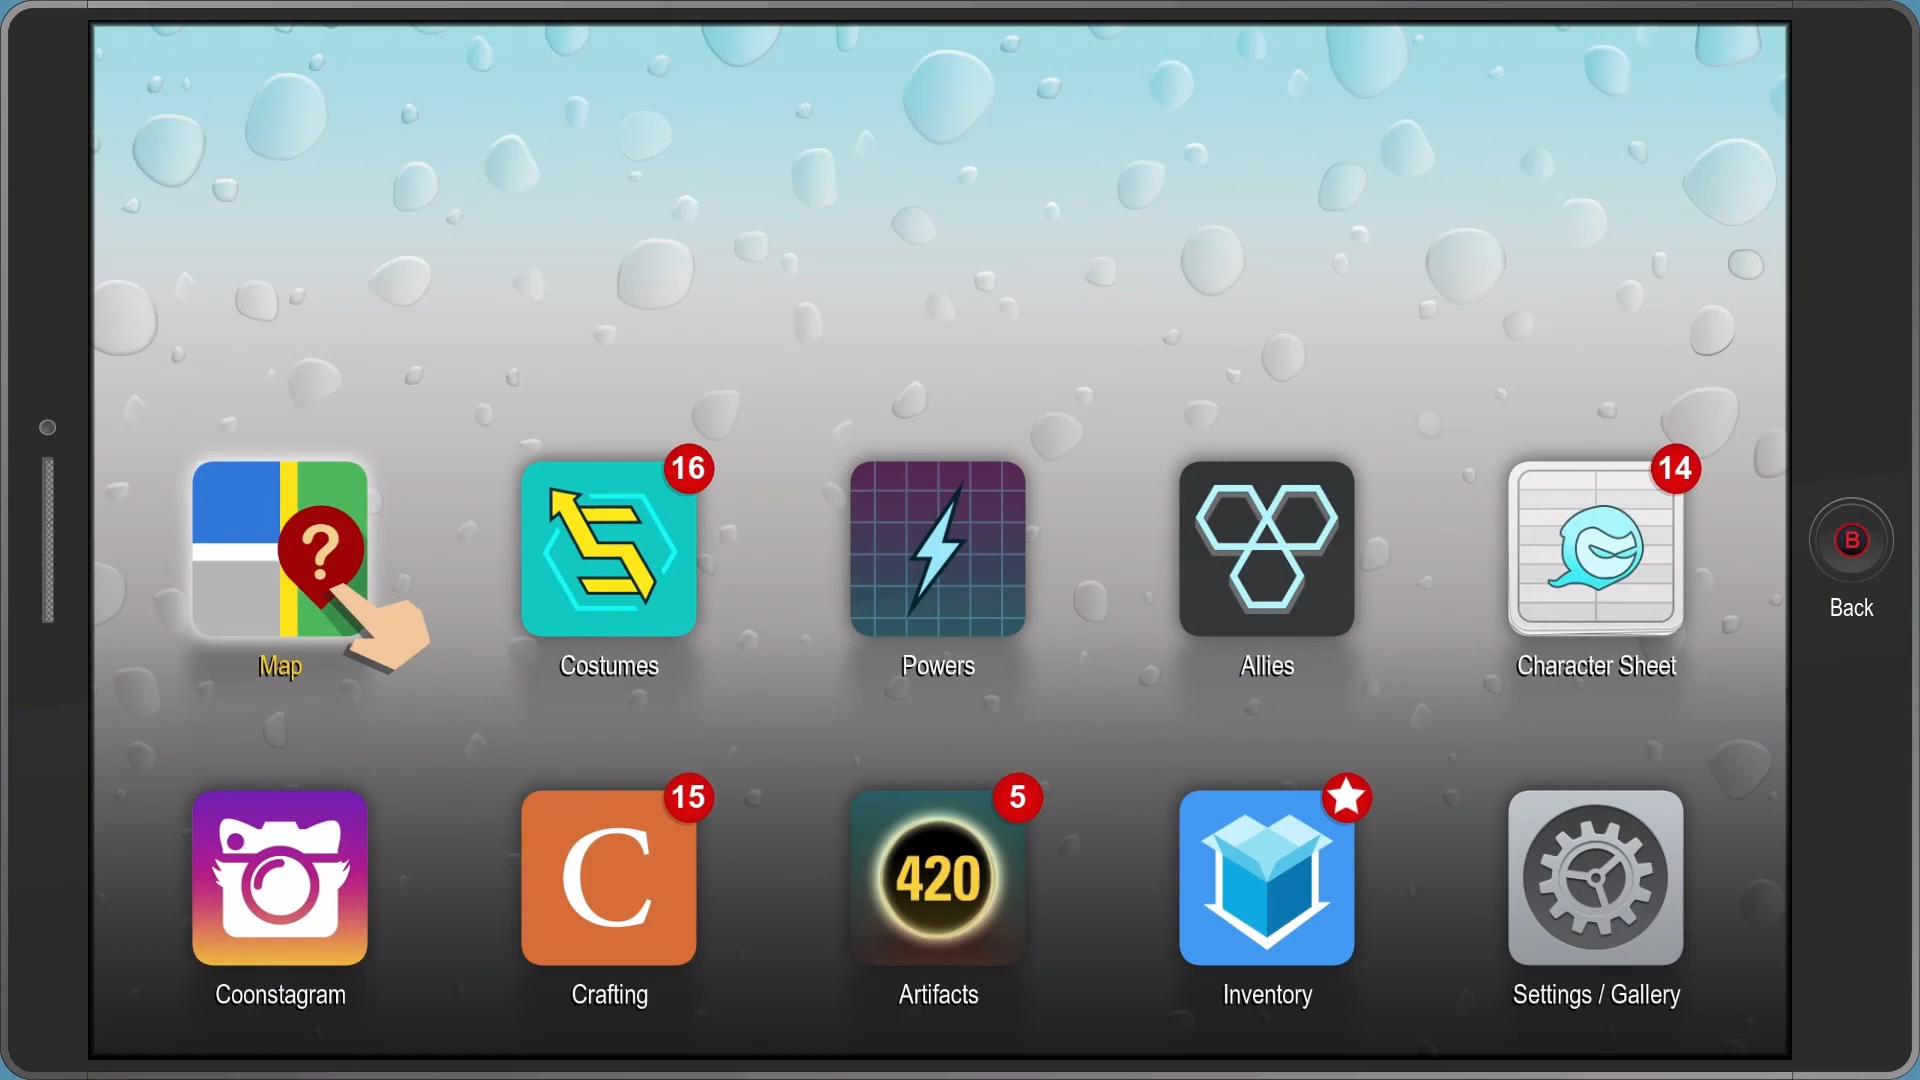 16
14
?
B
Back
Map
Costumes
Powers
Allies
Character Sheet
15
5
C
420
Coonstagram
Crafting
Artifacts
Inventory
Settings / Gallery